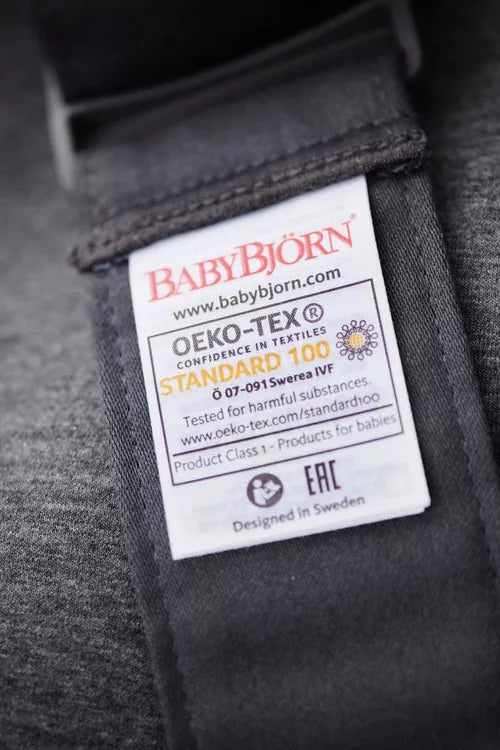 BABYBJÖRN®
www.babybjorn.com
OEKO-TEX®
CONFIDENCE IN TEXTILES
STANDARD 100
Ö 07-091 Swerea IVF
Tested for harmful substances.
www.oeko-tex.com/standard100
Product Class 1 - Products for babies
EAC
Designed in Sweden